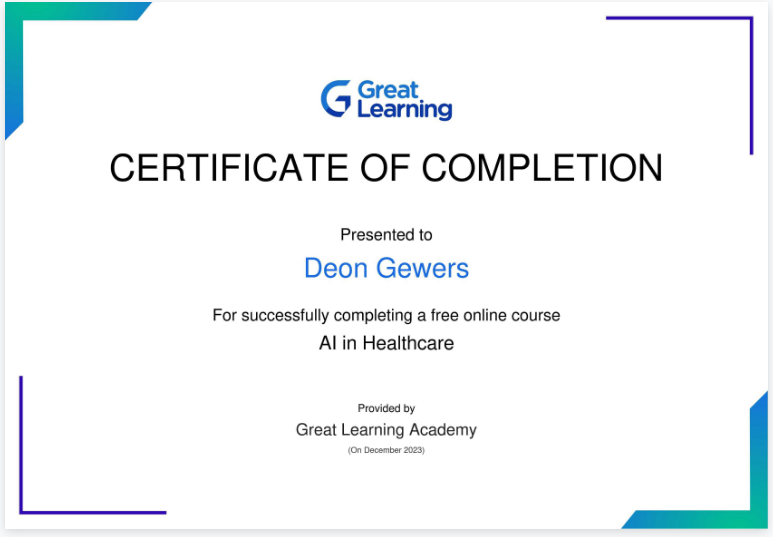 Great
Learning
CERTIFICATE OF COMPLETION
Presented to
Deon Gewers
For successfully completing a free online course
AI in Healthcare
Provided by
Great Learning Academy
(On December 2023)